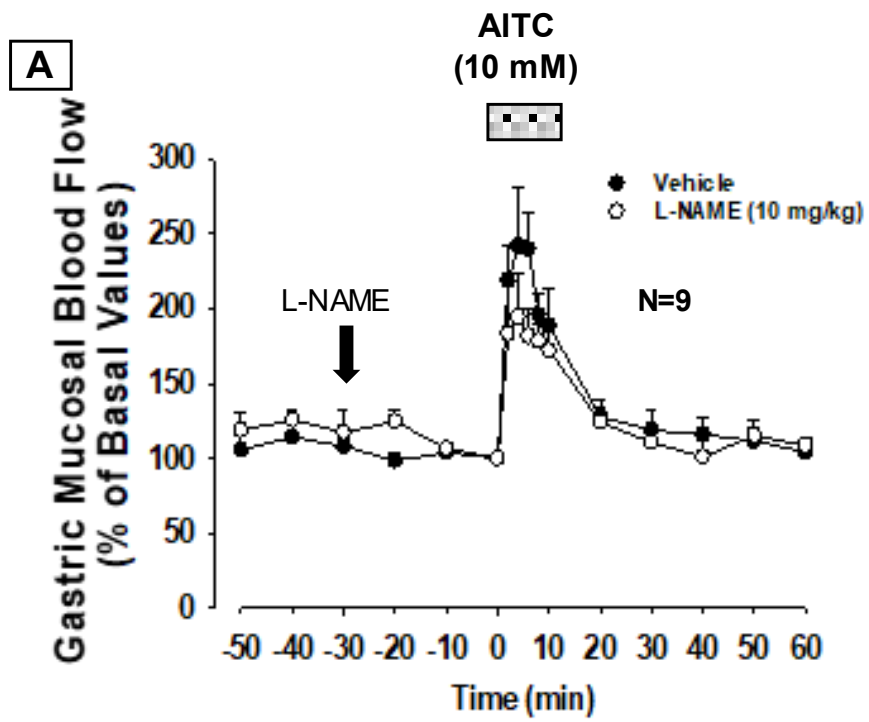 A
AITC
(10 mM)
Gastric Mucosal Blood Flow
(% of Basal Values)
300
250
200
150
100
50
0
Vehicle
L-NAME (10 mg/kg)
L-NAME
N=9
-50 -40 -30 -20 -10 0 10 20 30 40 50 60
Time (min)